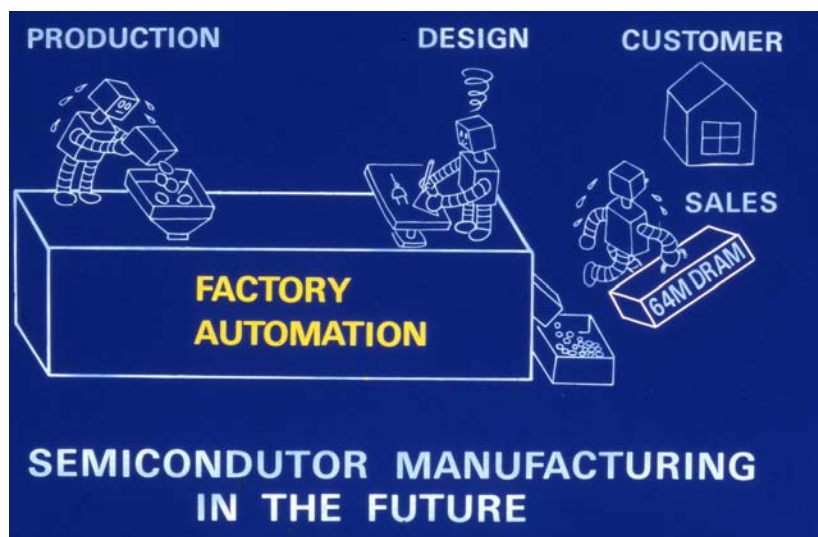 PRODUCTION
DESIGN
CUSTOMER
SALES
64M DRAM
FACTORY
AUTOMATION
SEMICONDUTOR MANUFACTURING
IN THE FUTURE